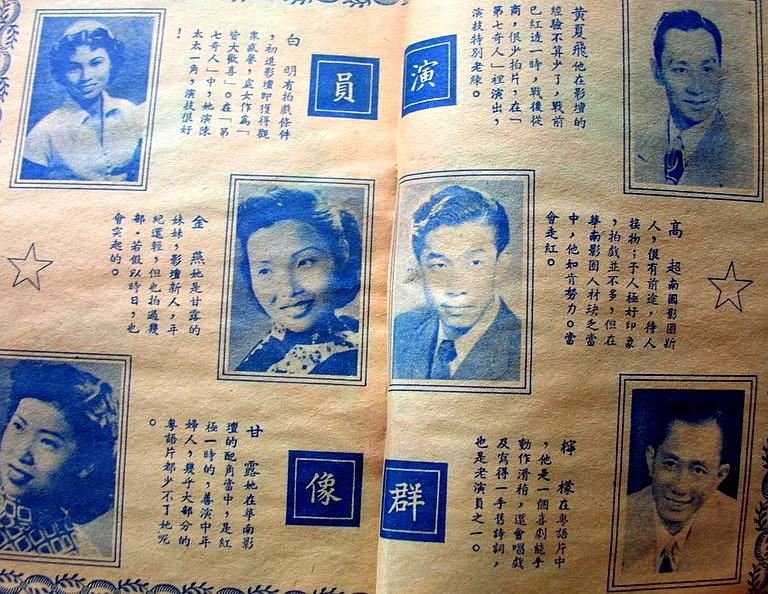 演員
群像
黃夏飛他在影壇的
經驗不算少了,戰前
已紅透一時,戰後從
商,很少拍片,在「
第七奇人」裡演出,
演技特別老練。
高 超南國影圈新
人,俱有前途,待人
接物;予人極好印象
,拍戲並不多,但在
華南影圈人材缺乏當
中,他如肯努力。當
會走紅。
檸 檬在粵語片中
,他是一個喜劇能手
動作滑稽,還會唱戲
及寫得一手舊詩詞,
也是老演員之一。
白 明有拍戲條件
,初進影壇即獲得觀
眾感譽,處女作為「
皆大歡喜」。在「第
七奇人」中,她演陳
太太一角,演技很好
!
金 燕她是甘露的
妹妹,影壇新人,年
紀還輕,但也拍過幾
部。若假以時日,也
會突起的。
甘 露她在華南影
壇的配角當中,是紅
極一時的,善演中年
婦人,幾乎大部分的
粵語片都少不了她呢
。